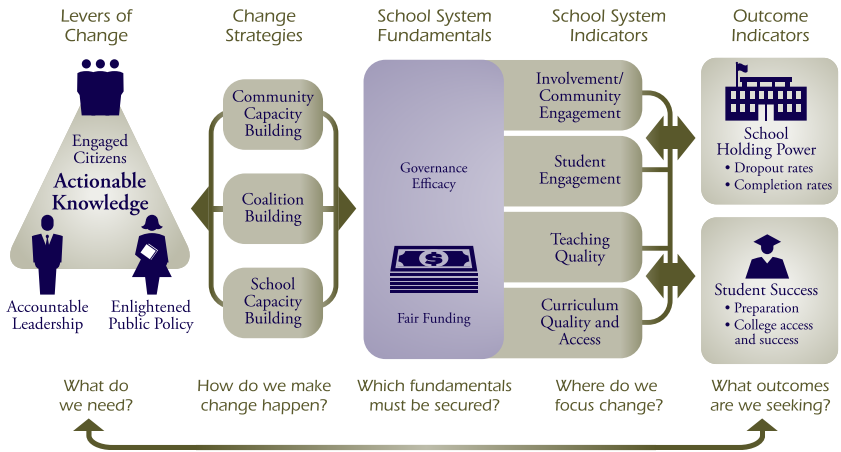 Levers of
Change
Change
Strategies
School System
Fundamentals
School System
Indicators
Outcome
Indicators
Engaged
Citizens
Actionable
Knowledge
Accountable
Leadership
Enlightened
Public Policy
Community
Capacity
Building
Coalition
Building
School
Capacity
Building
Governance
Efficacy
$
Fair Funding
Involvement/
Community
Engagement
Student
Engagement
Teaching
Quality
Curriculum
Quality and
Access
School
Holding Power
• Dropout rates
• Completion rates
Student Success
• Preparation
• College access
and success
What do
we need?
How do we make
change happen?
Which fundamentals
must be secured?
Where do we
focus change?
What outcomes
are we seeking?